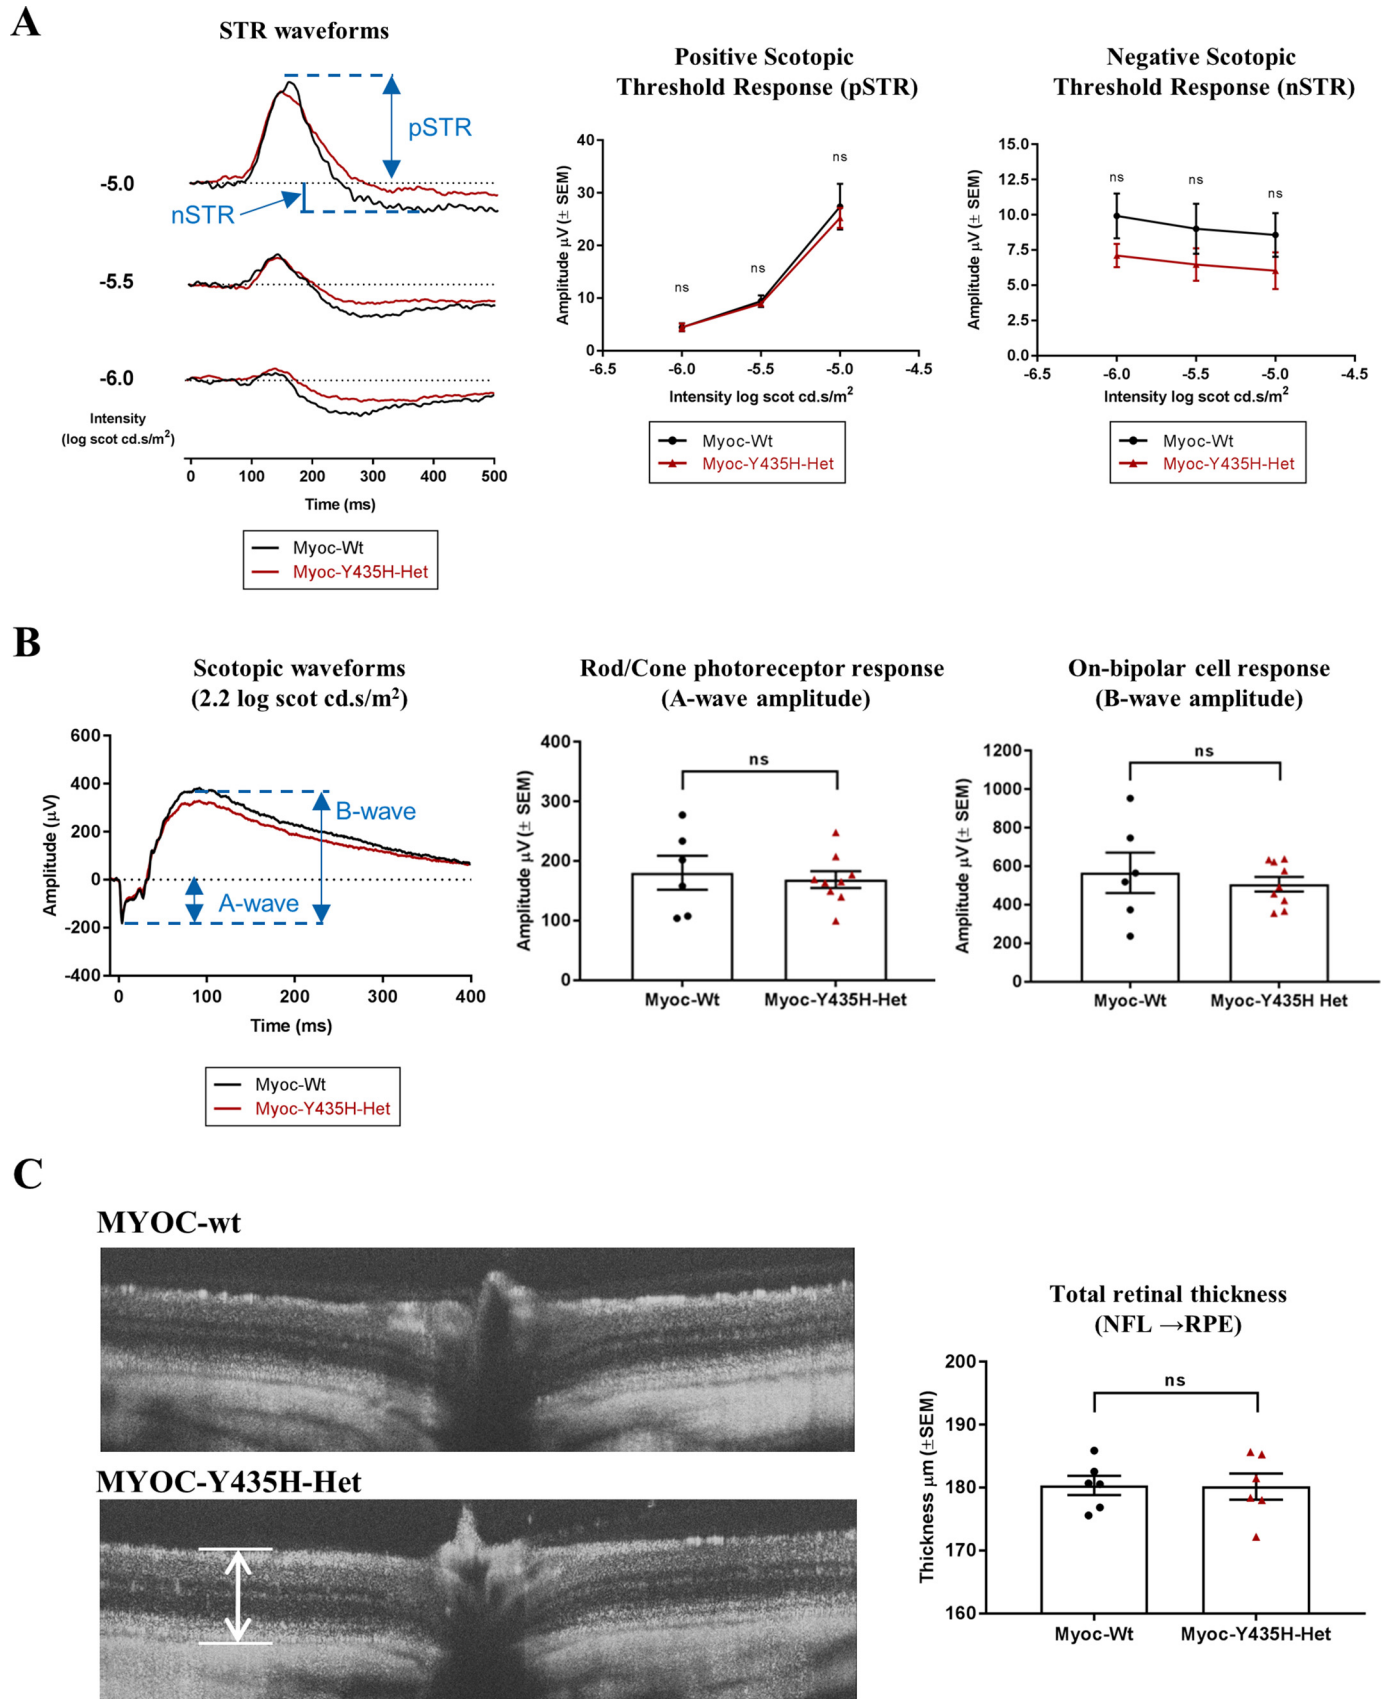 A
STR waveforms
pSTR
-5.0
nSTR
-5.5
-6.0
Intensity
(log scot cd.s/m²)
0 100 200 300 400 500
Time (ms)
Myoc-Wt
Myoc-Y435H-Het
Positive Scotopic
Threshold Response (pSTR)
Amplitude µV (± SEM)
40
30
20
10
0
ns
ns
ns
-6.5 -6.0 -5.5 -5.0 -4.5
Intensity log scot cd.s/m²
Myoc-Wt
Myoc-Y435H-Het
Negative Scotopic
Threshold Response (nSTR)
Amplitude µV (± SEM)
15.0
12.5
10.0
7.5
5.0
2.5
0.0
ns
ns
ns
-6.5 -6.0 -5.5 -5.0 -4.5
Intensity log scot cd.s/m²
Myoc-Wt
Myoc-Y435H-Het
B
Scotopic waveforms
(2.2 log scot cd.s/m²)
Amplitude (µV)
600
400
200
0
-200
-400
B-wave
A-wave
0 100 200 300 400
Time (ms)
Myoc-Wt
Myoc-Y435H-Het
Rod/Cone photoreceptor response
(A-wave amplitude)
Amplitude µV (± SEM)
400
300
200
100
0
ns
Myoc-Wt Myoc-Y435H-Het
On-bipolar cell response
(B-wave amplitude)
Amplitude µV (± SEM)
1200
1000
800
600
400
200
0
ns
Myoc-Wt Myoc-Y435H Het
C
MYOC-wt
MYOC-Y435H-Het
Total retinal thickness
(NFL →RPE)
Thickness µm (±SEM)
200
190
180
170
160
ns
Myoc-Wt Myoc-Y435H-Het